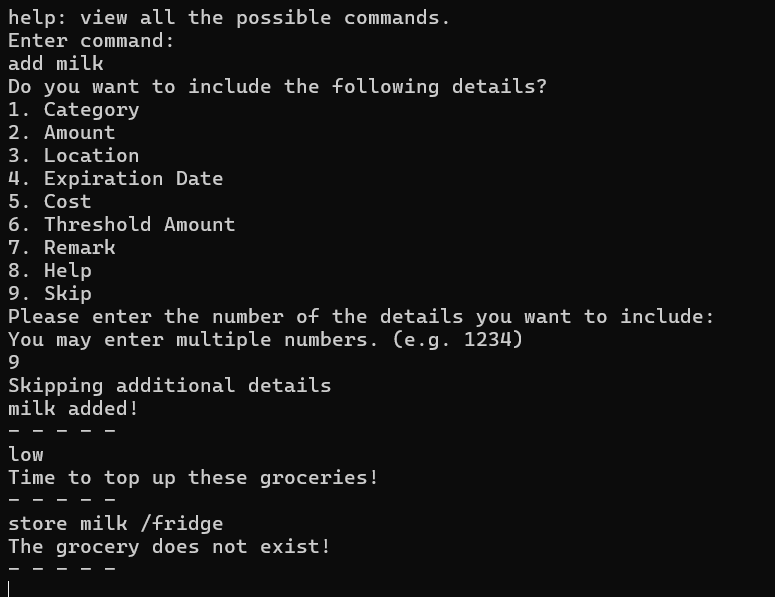 help: view all the possible commands.
Enter command:
add milk
Do you want to include the following details?
1. Category
2. Amount
3. Location
4. Expiration Date
5. Cost
6. Threshold Amount
7. Remark
8. Help
9. Skip
Please enter the number of the details you want to include:
You may enter multiple numbers. (e.g. 1234)
9
Skipping additional details
milk added!
- - - - -
low
Time to top up these groceries!
- - - - -
store milk /fridge
The grocery does not exist!
- - - - -